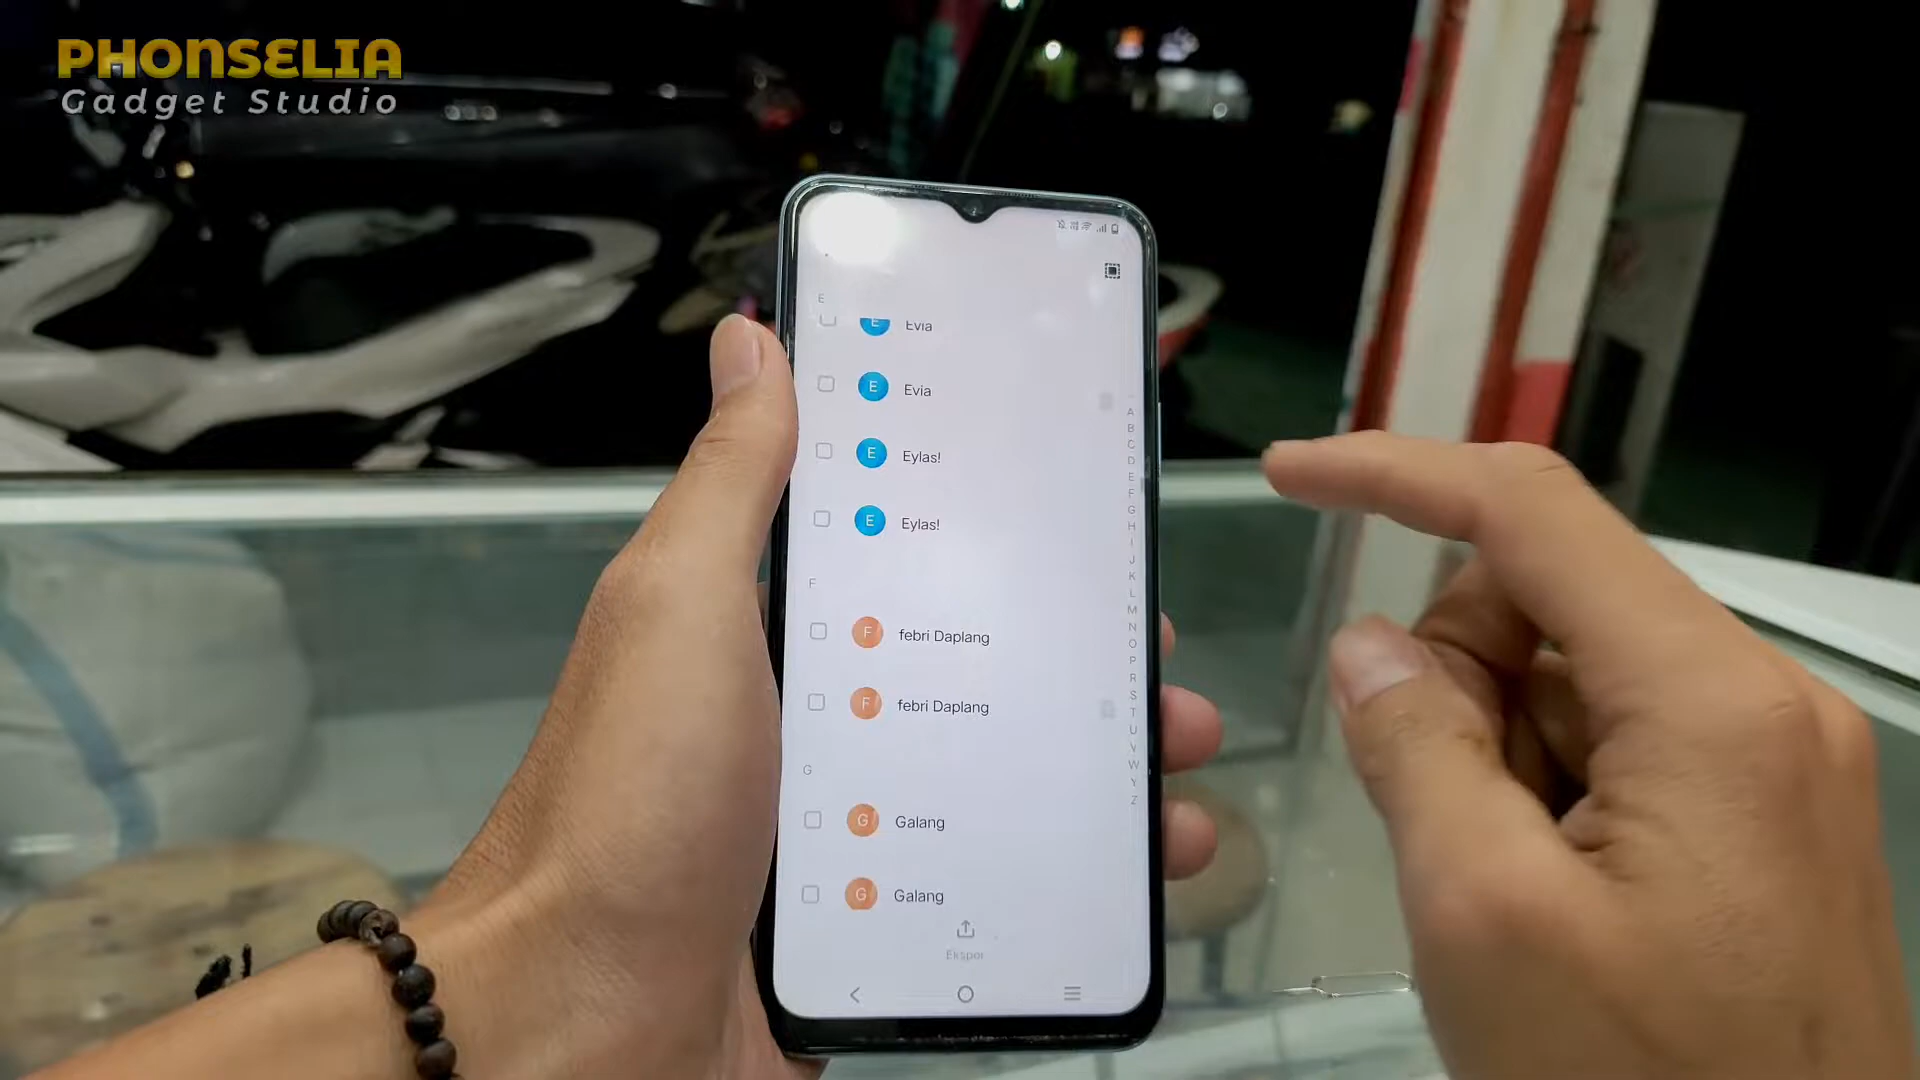 PHONSELIA
Gadget Studio
E
E Evia
E Evia
E Eylas!
E Eylas!
F
F febri Daplang
F febri Daplang
G
G Galang
G Galang
Ekspor
A
B
C
D
E
F
G
H
I
J
K
L
M
N
O
P
R
S
T
U
V
W
Y
Z